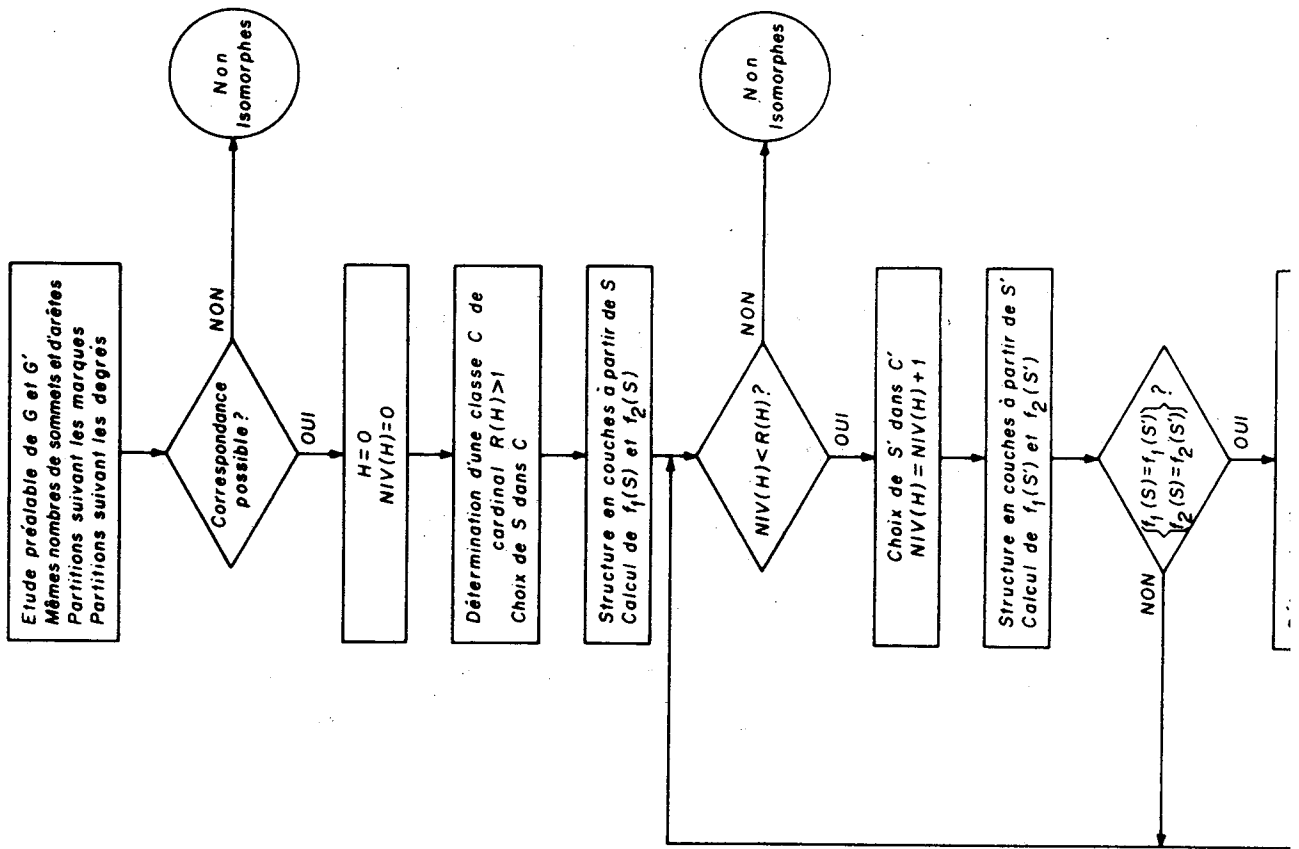 Etude préalable de G et G'
Mêmes nombres de sommets et d'arêtes
Partitions suivant les marques
Partitions suivant les degrés
Correspondance
possible?
NON
Non
Isomorphes
OUI
H=0
NIV(H)=0
Détermination d'une classe C de
cardinal R(H)>1
Choix de S dans C
Structure en couches à partir de S
Calcul de f₁(S) et f₂(S)
NIV(H)<R(H)?
NON
Non
Isomorphes
OUI
Choix de S' dans C'
NIV(H)=NIV(H)+1
Structure en couches à partir de S'
Calcul de f₁(S') et f₂(S')
{f₁(S)=f₁(S')} ?
{f₂(S)=f₂(S')}
NON
OUI